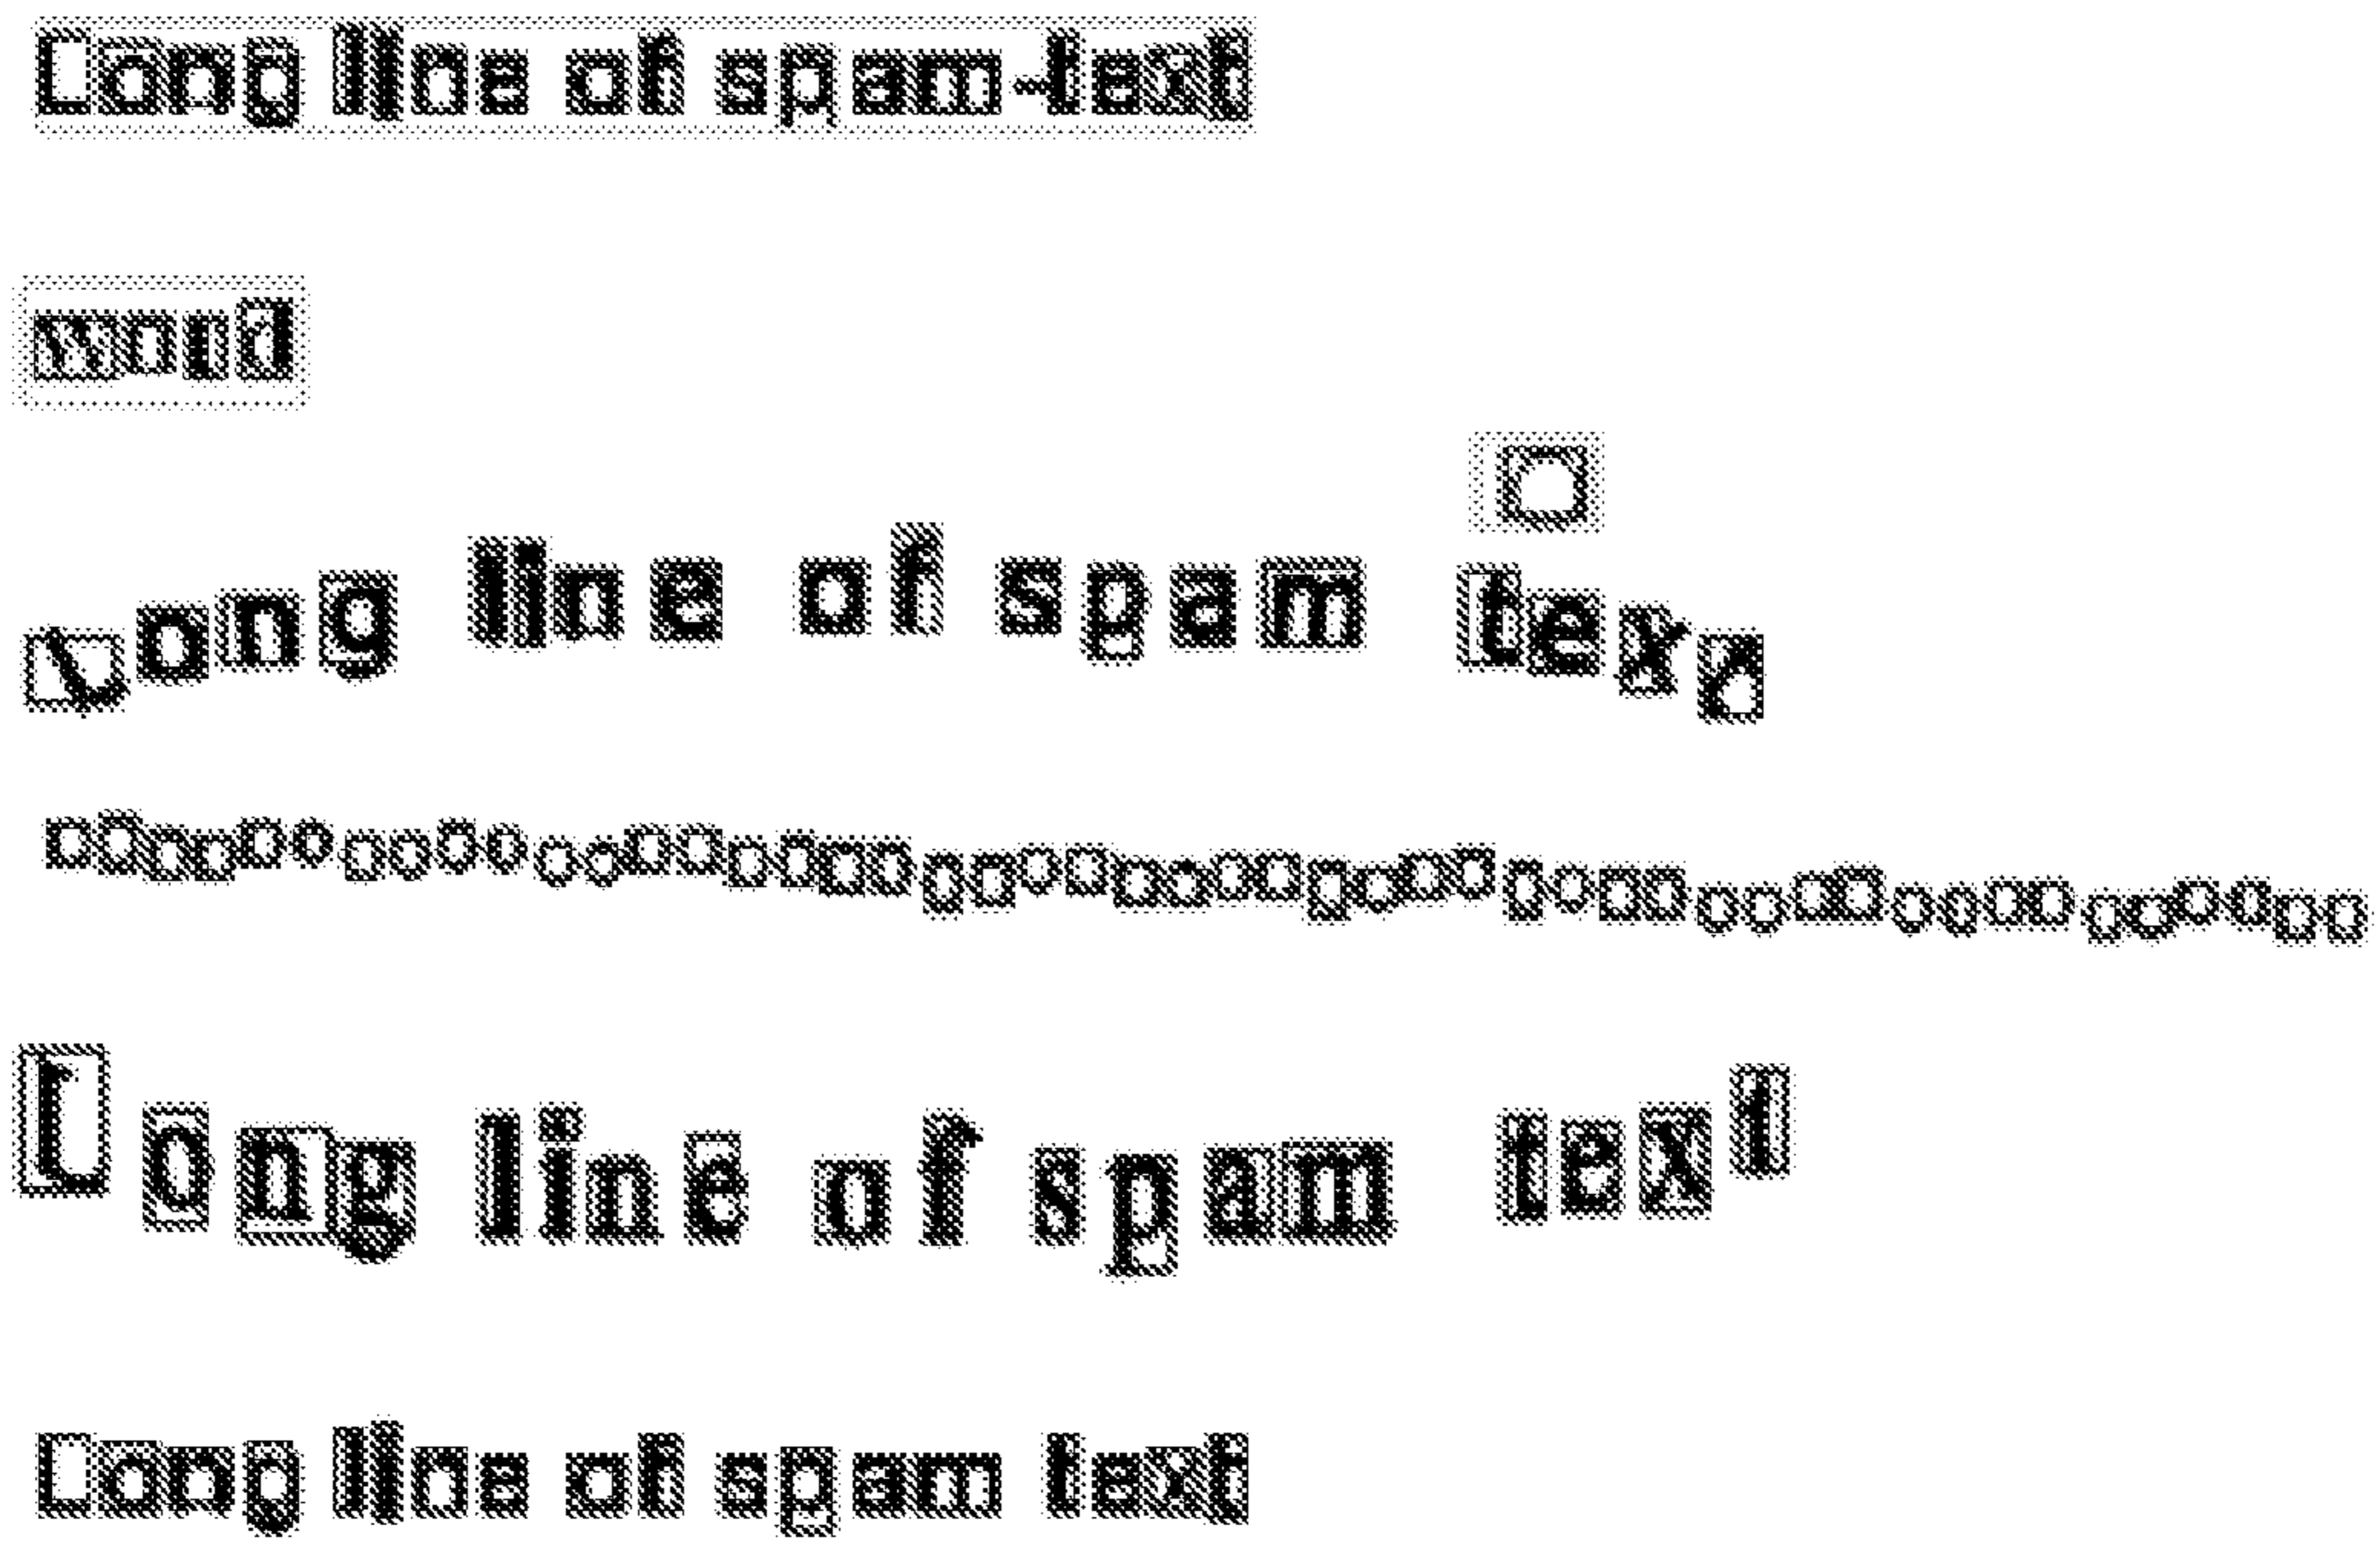 Long line of spam-text
word
o
Long line of spam text
Long line of spam text
Long line of spam text